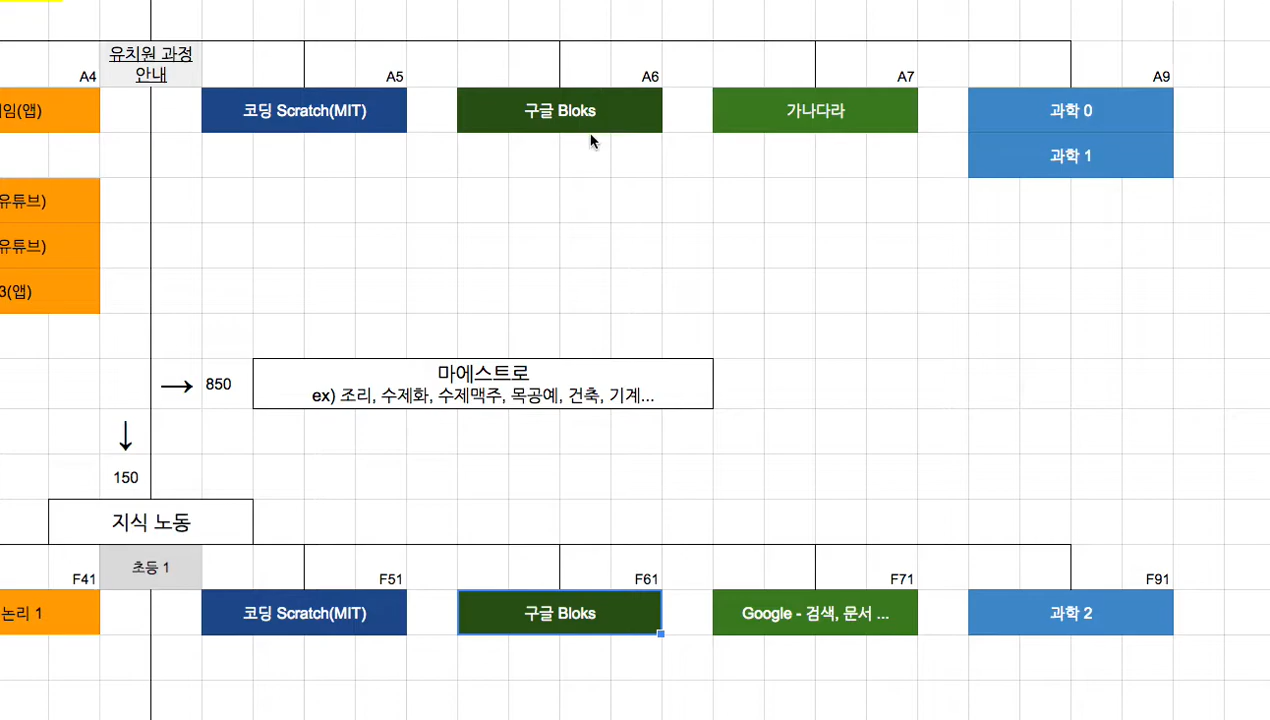 유치원 과정
안내
A4
A5
A6
A7
A9
임(앱)
코딩 Scratch(MIT)
구글 Bloks
가나다라
과학 0
과학 1
유튜브)
유튜브)
3(앱)
→ 850
마에스트로
ex) 조리, 수제화, 수제맥주, 목공예, 건축, 기계...
↓
150
지식 노동
초등 1
F41
F51
F61
F71
F91
논리 1
코딩 Scratch(MIT)
구글 Bloks
Google - 검색, 문서 ...
과학 2